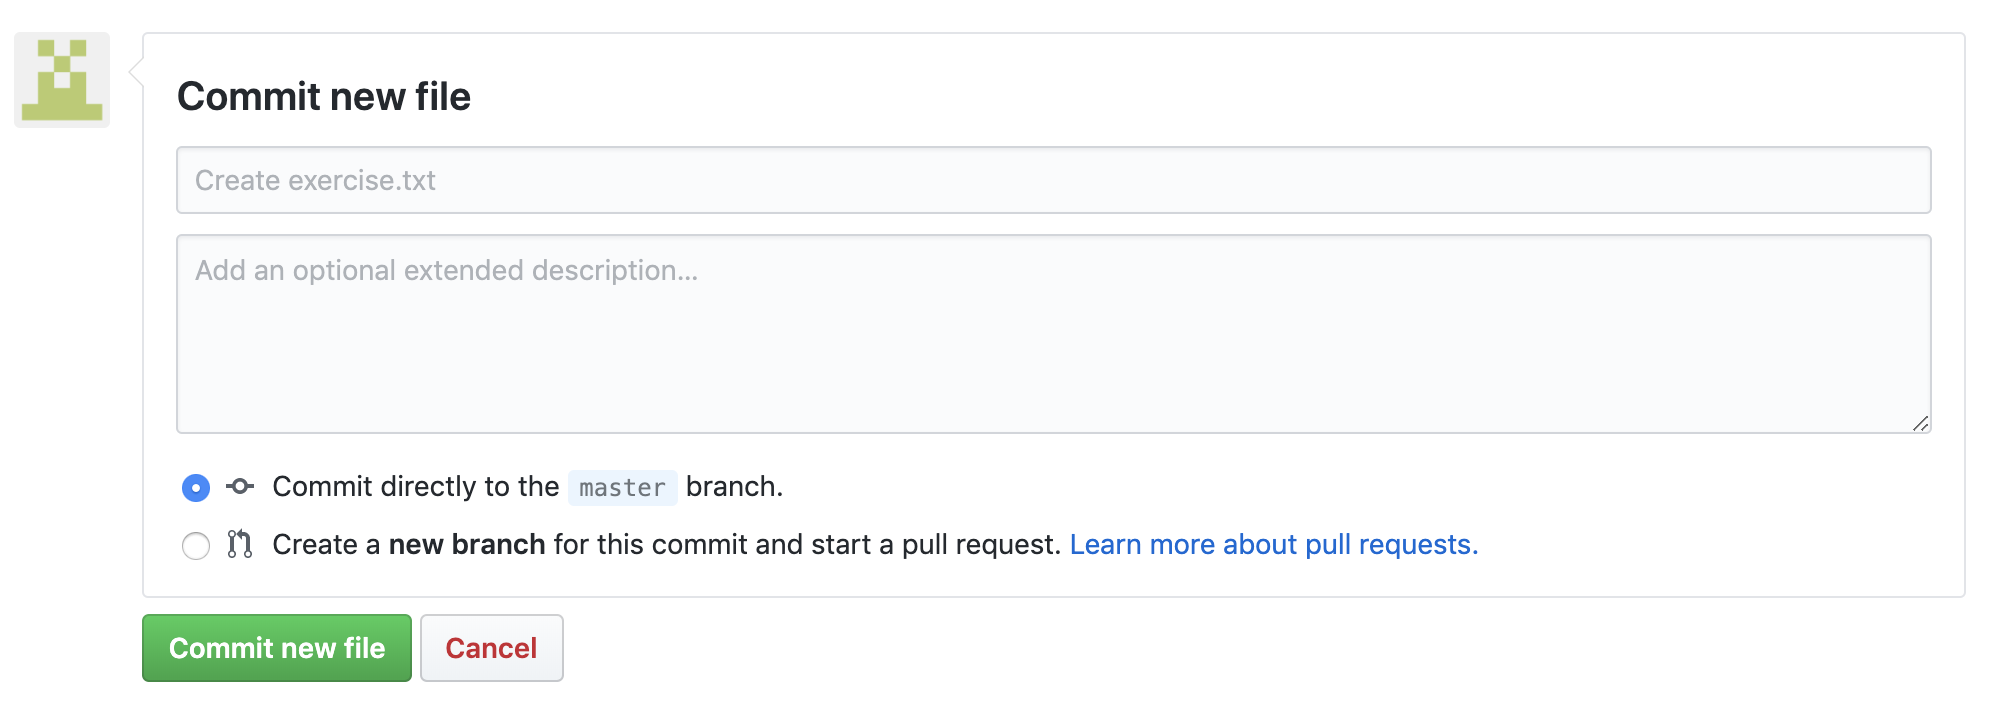 Commit new file
Create exercise.txt
Add an optional extended description...
Commit directly to the master branch.
Create a new branch for this commit and start a pull request. Learn more about pull requests.
Commit new file Cancel